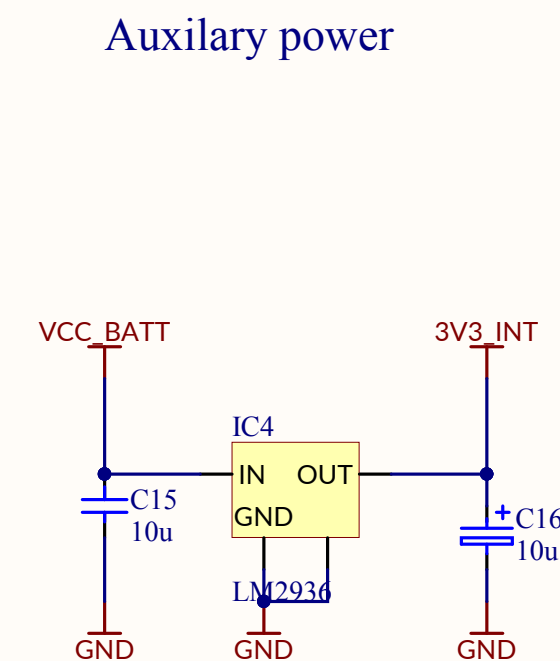 Auxilary power
VCC_BATT
3V3_INT
IC4
IN
OUT
GND
C15
10u
+
C16
10u
LM2936
GND
GND
GND